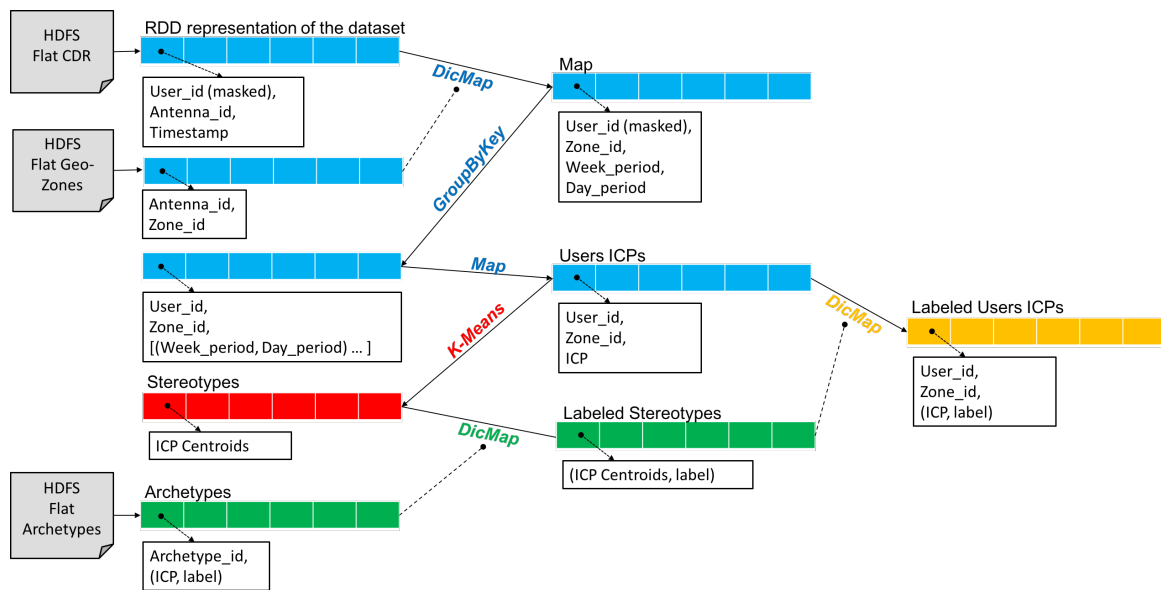 HDFS
Flat CDR
RDD representation of the dataset
User_id (masked),
Antenna_id,
Timestamp
DicMap
Map
User_id (masked),
Zone_id,
Week_period,
Day_period
HDFS
Flat Geo-
Zones
Antenna_id,
Zone_id
GroupByKey
User_id,
Zone_id,
[(Week_period, Day_period) ... ]
Map
Users ICPs
User_id,
Zone_id,
ICP
K-Means
DicMap
Labeled Users ICPs
User_id,
Zone_id,
(ICP, label)
Stereotypes
ICP Centroids
DicMap
Labeled Stereotypes
(ICP Centroids, label)
HDFS
Flat
Archetypes
Archetypes
Archetype_id,
(ICP, label)